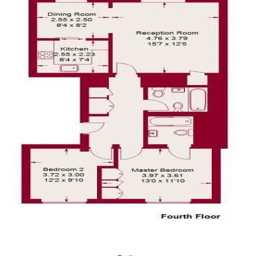 Dining Room
2.55 x 2.50
8'4 x 8'2
Reception Room
4.76 x 3.79
15'7 x 12'5
Kitchen
2.55 x 2.23
8'4 x 7'4
Bedroom 2
3.72 x 3.00
12'2 x 9'10
Master Bedroom
3.97 x 3.61
13'0 x 11'10
Fourth Floor